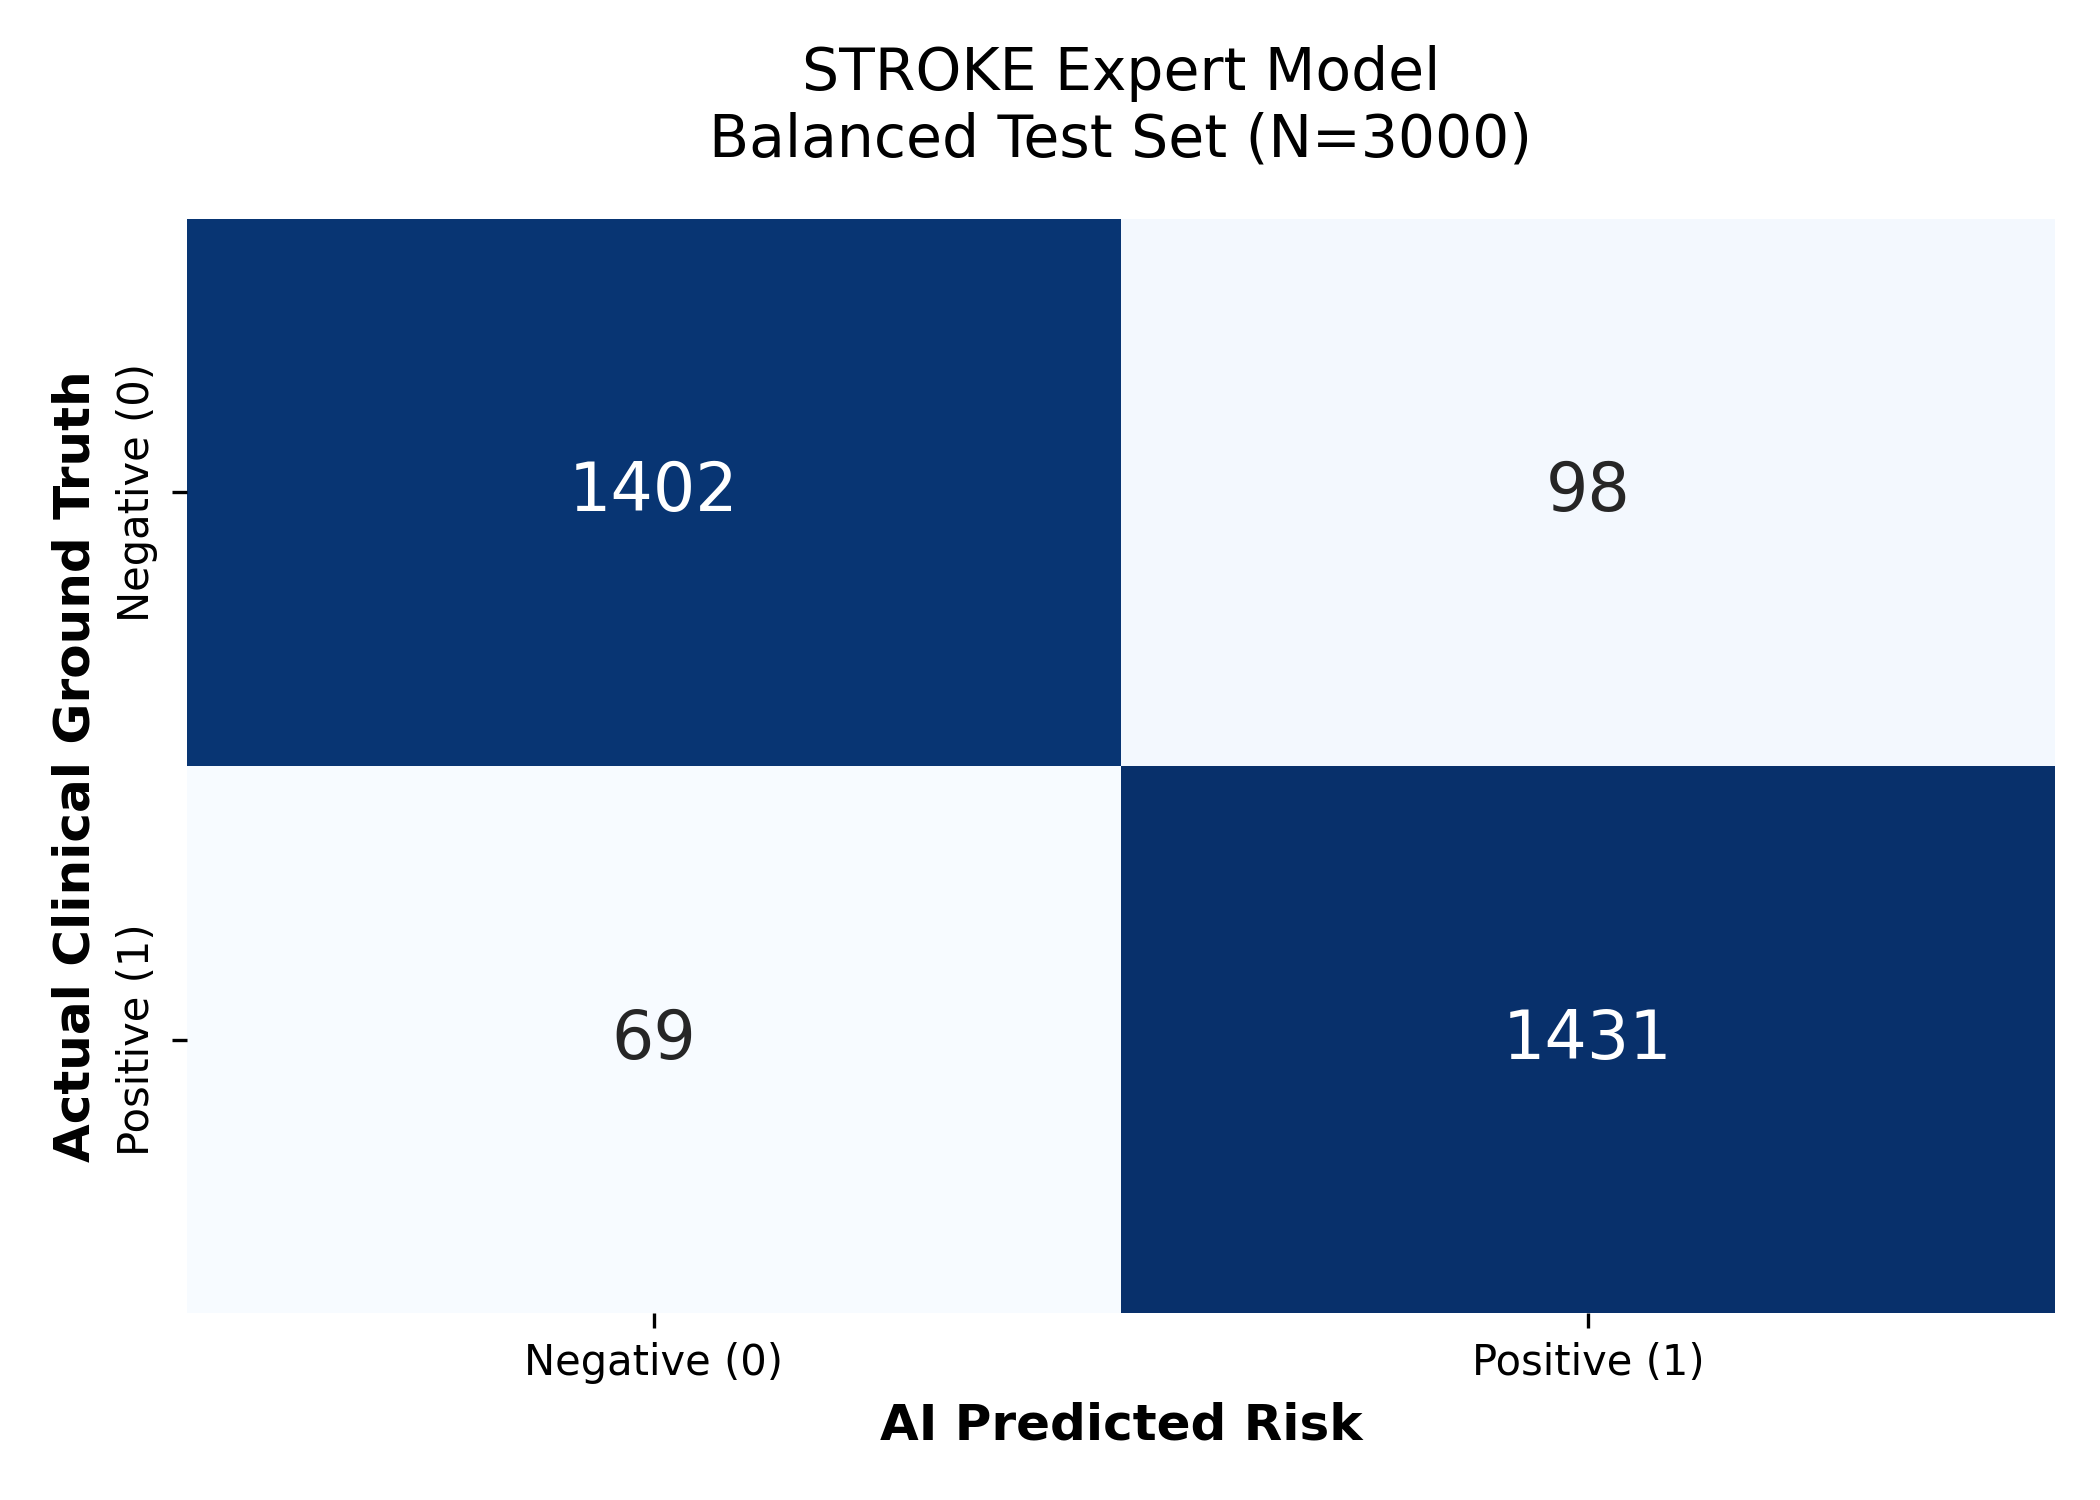 STROKE Expert Model
Balanced Test Set (N=3000)
Actual Clinical Ground Truth
Negative (0)
1402
98
Positive (1)
69
1431
Negative (0)
Positive (1)
AI Predicted Risk